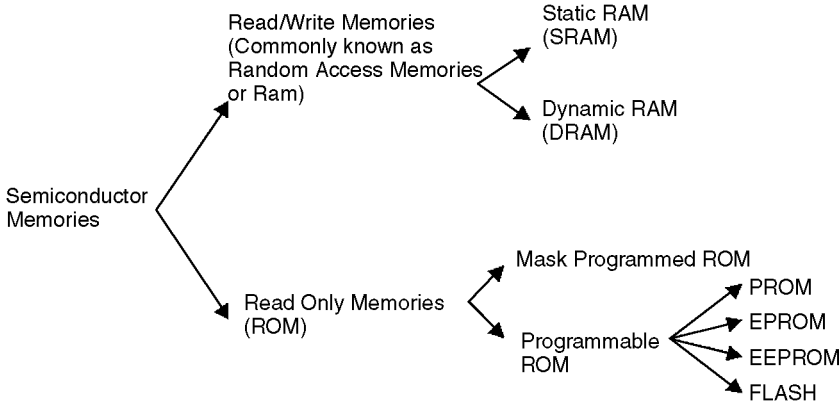 Read/Write Memories
(Commonly known as
Random Access Memories
or Ram)
Static RAM
(SRAM)
Dynamic RAM
(DRAM)
Semiconductor
Memories
Read Only Memories
(ROM)
Mask Programmed ROM
Programmable
ROM
PROM
EPROM
EEPROM
FLASH